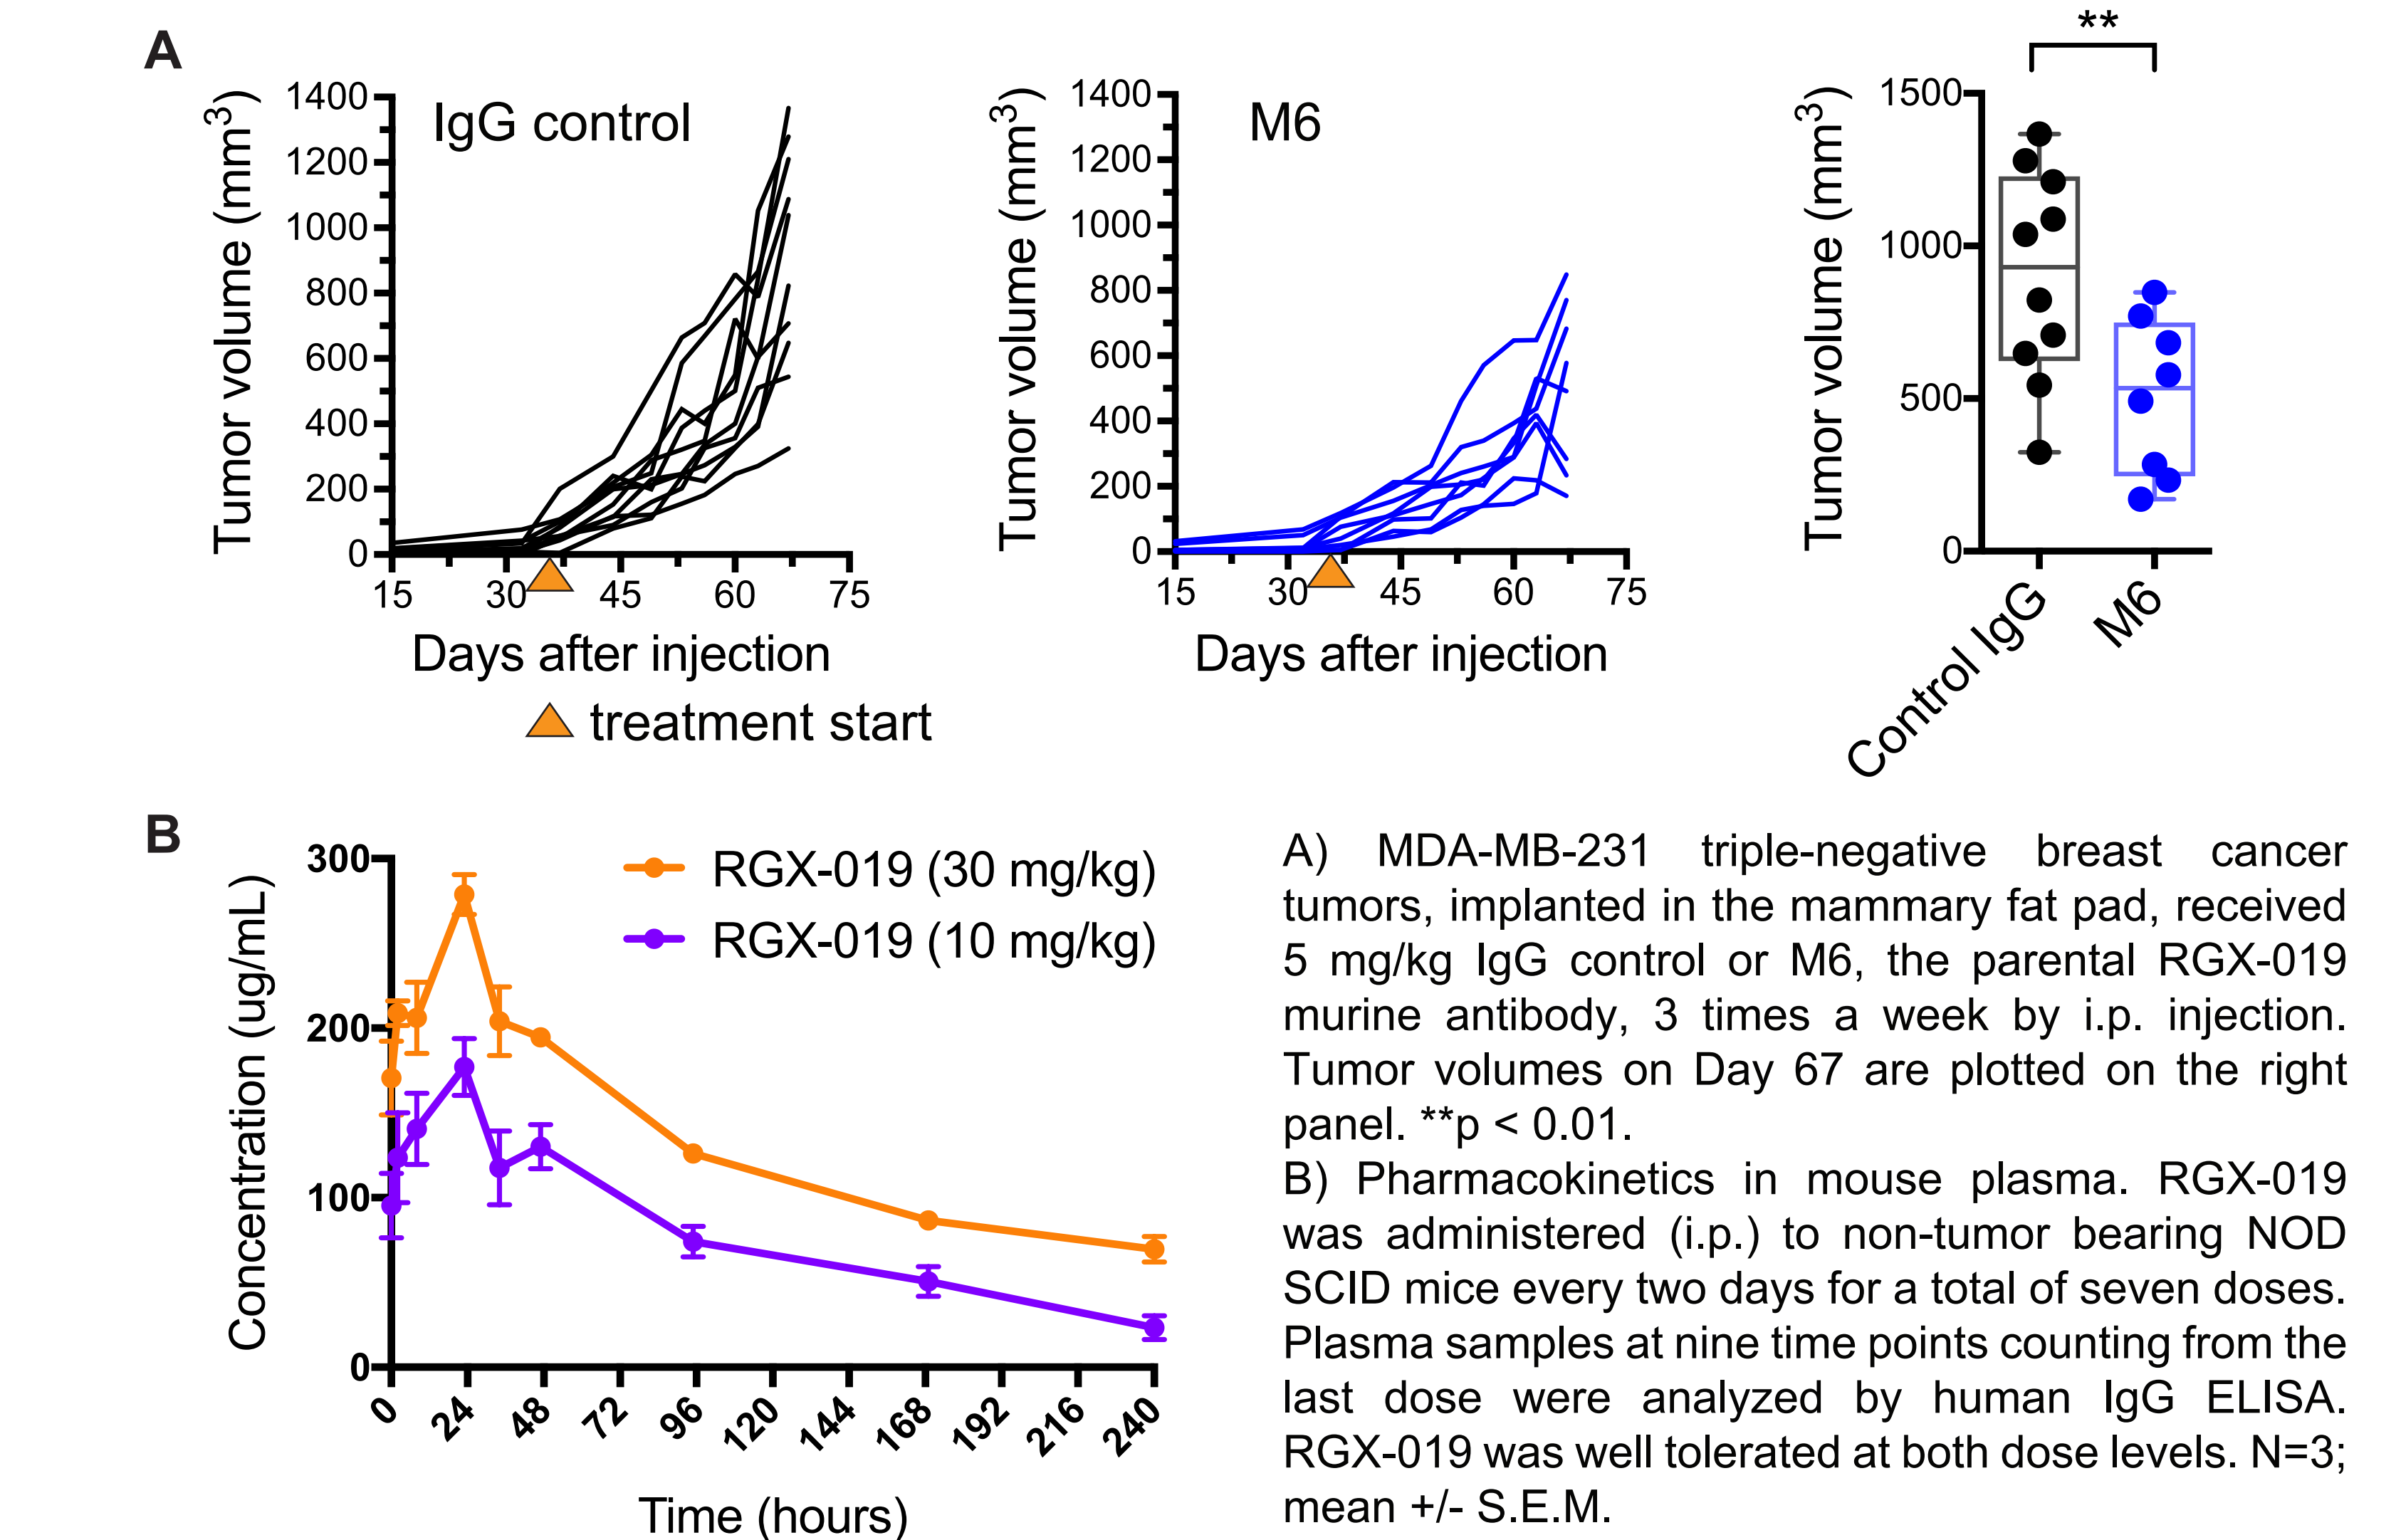 A
IgG control
Tumor volume (mm³)
1400
1200
1000
800
600
400
200
0
15 30 45 60 75
Days after injection
treatment start
M6
Tumor volume (mm³)
1400
1200
1000
800
600
400
200
0
15 30 45 60 75
Days after injection
**
Tumor volume (mm³)
1500
1000
500
0
Control IgG
M6
B
RGX-019 (30 mg/kg)
RGX-019 (10 mg/kg)
Concentration (ug/mL)
300
200
100
0
0 24 48 72 96 120 144 168 192 216 240
Time (hours)
A) MDA-MB-231 triple-negative breast cancer
tumors, implanted in the mammary fat pad, received
5 mg/kg IgG control or M6, the parental RGX-019
murine antibody, 3 times a week by i.p. injection.
Tumor volumes on Day 67 are plotted on the right
panel. **p < 0.01.
B) Pharmacokinetics in mouse plasma. RGX-019
was administered (i.p.) to non-tumor bearing NOD
SCID mice every two days for a total of seven doses.
Plasma samples at nine time points counting from the
last dose were analyzed by human IgG ELISA.
RGX-019 was well tolerated at both dose levels. N=3;
mean +/- S.E.M.